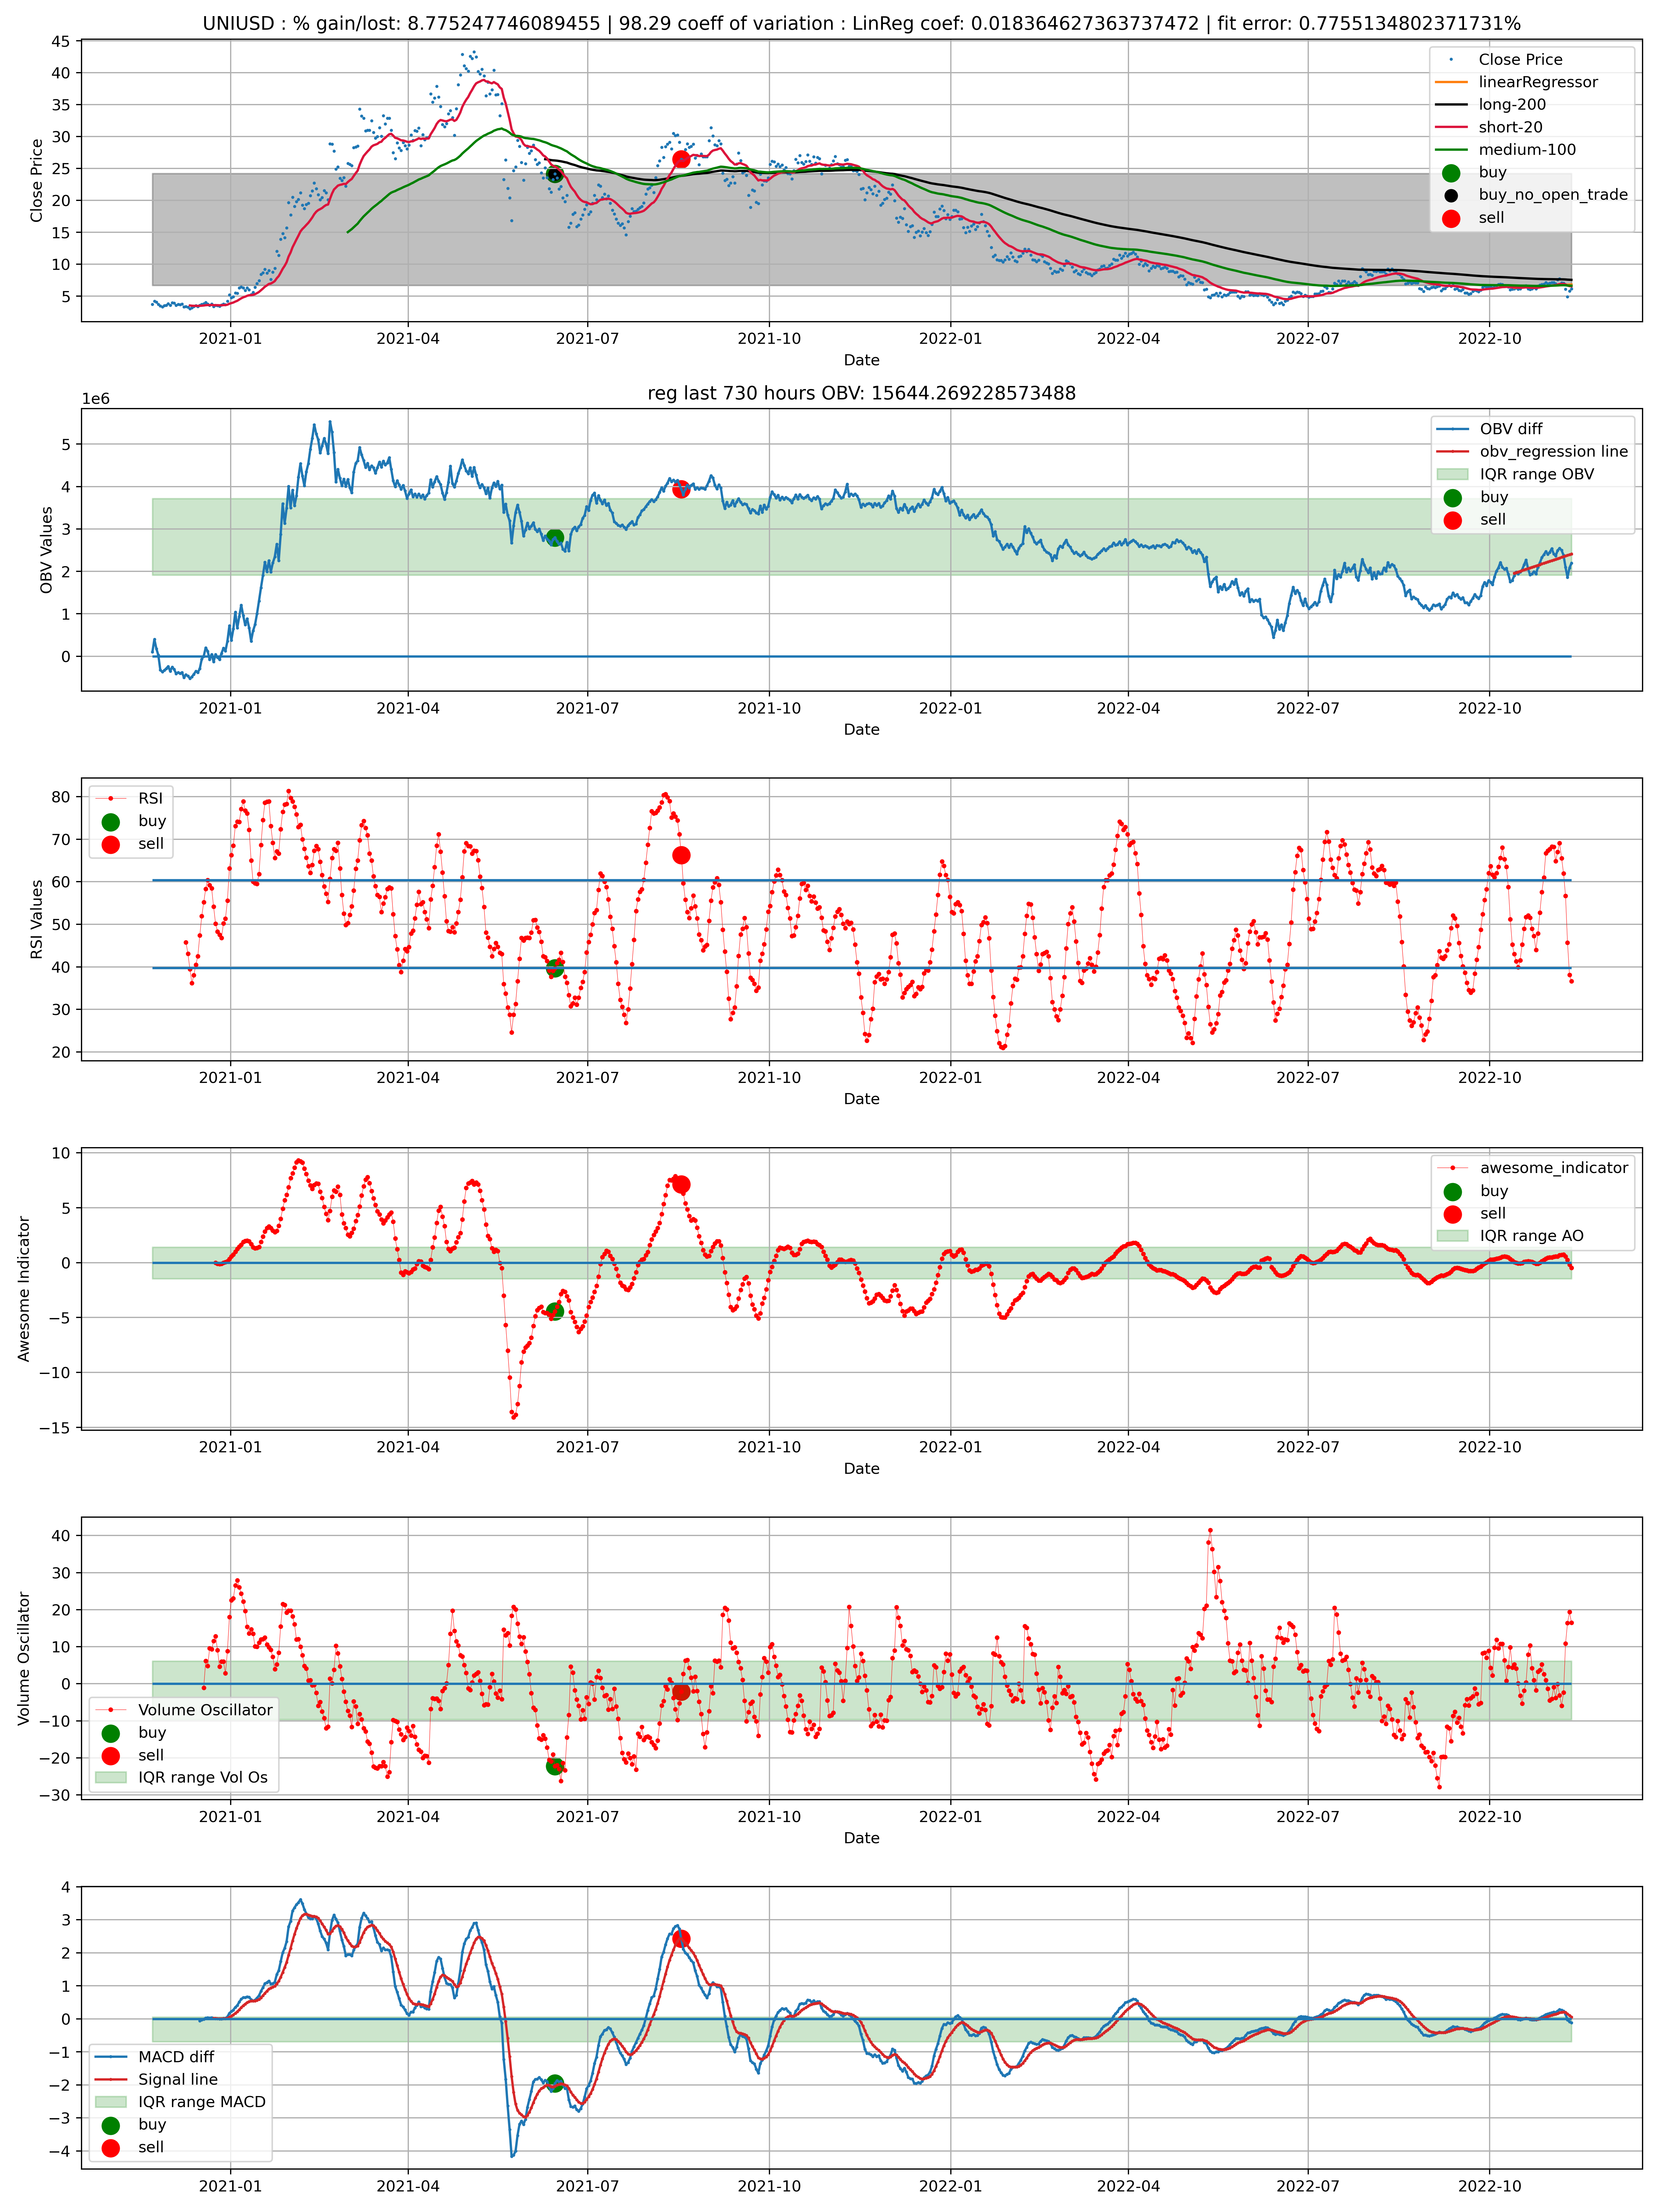 UNIUSD : % gain/lost: 8.775247746089455 | 98.29 coeff of variation : LinReg coef: 0.018364627363737472 | fit error: 0.7755134802371731%
45
40
35
30
25
20
15
10
5
Close Price
Close Price
linearRegressor
long-200
short-20
medium-100
buy
buy_no_open_trade
sell
2021-01 2021-04 2021-07 2021-10 2022-01 2022-04 2022-07 2022-10
Date
reg last 730 hours OBV: 15644.269228573488
1e6
5
4
3
2
1
0
OBV Values
OBV diff
obv_regression line
IQR range OBV
buy
sell
2021-01 2021-04 2021-07 2021-10 2022-01 2022-04 2022-07 2022-10
Date
80
70
60
50
40
30
20
RSI Values
RSI
buy
sell
2021-01 2021-04 2021-07 2021-10 2022-01 2022-04 2022-07 2022-10
Date
10
5
0
−5
−10
−15
Awesome Indicator
awesome_indicator
buy
sell
IQR range AO
2021-01 2021-04 2021-07 2021-10 2022-01 2022-04 2022-07 2022-10
Date
40
30
20
10
0
−10
−20
−30
Volume Oscillator
Volume Oscillator
buy
sell
IQR range Vol Os
2021-01 2021-04 2021-07 2021-10 2022-01 2022-04 2022-07 2022-10
Date
4
3
2
1
0
−1
−2
−3
−4
MACD diff
Signal line
IQR range MACD
buy
sell
2021-01 2021-04 2021-07 2021-10 2022-01 2022-04 2022-07 2022-10